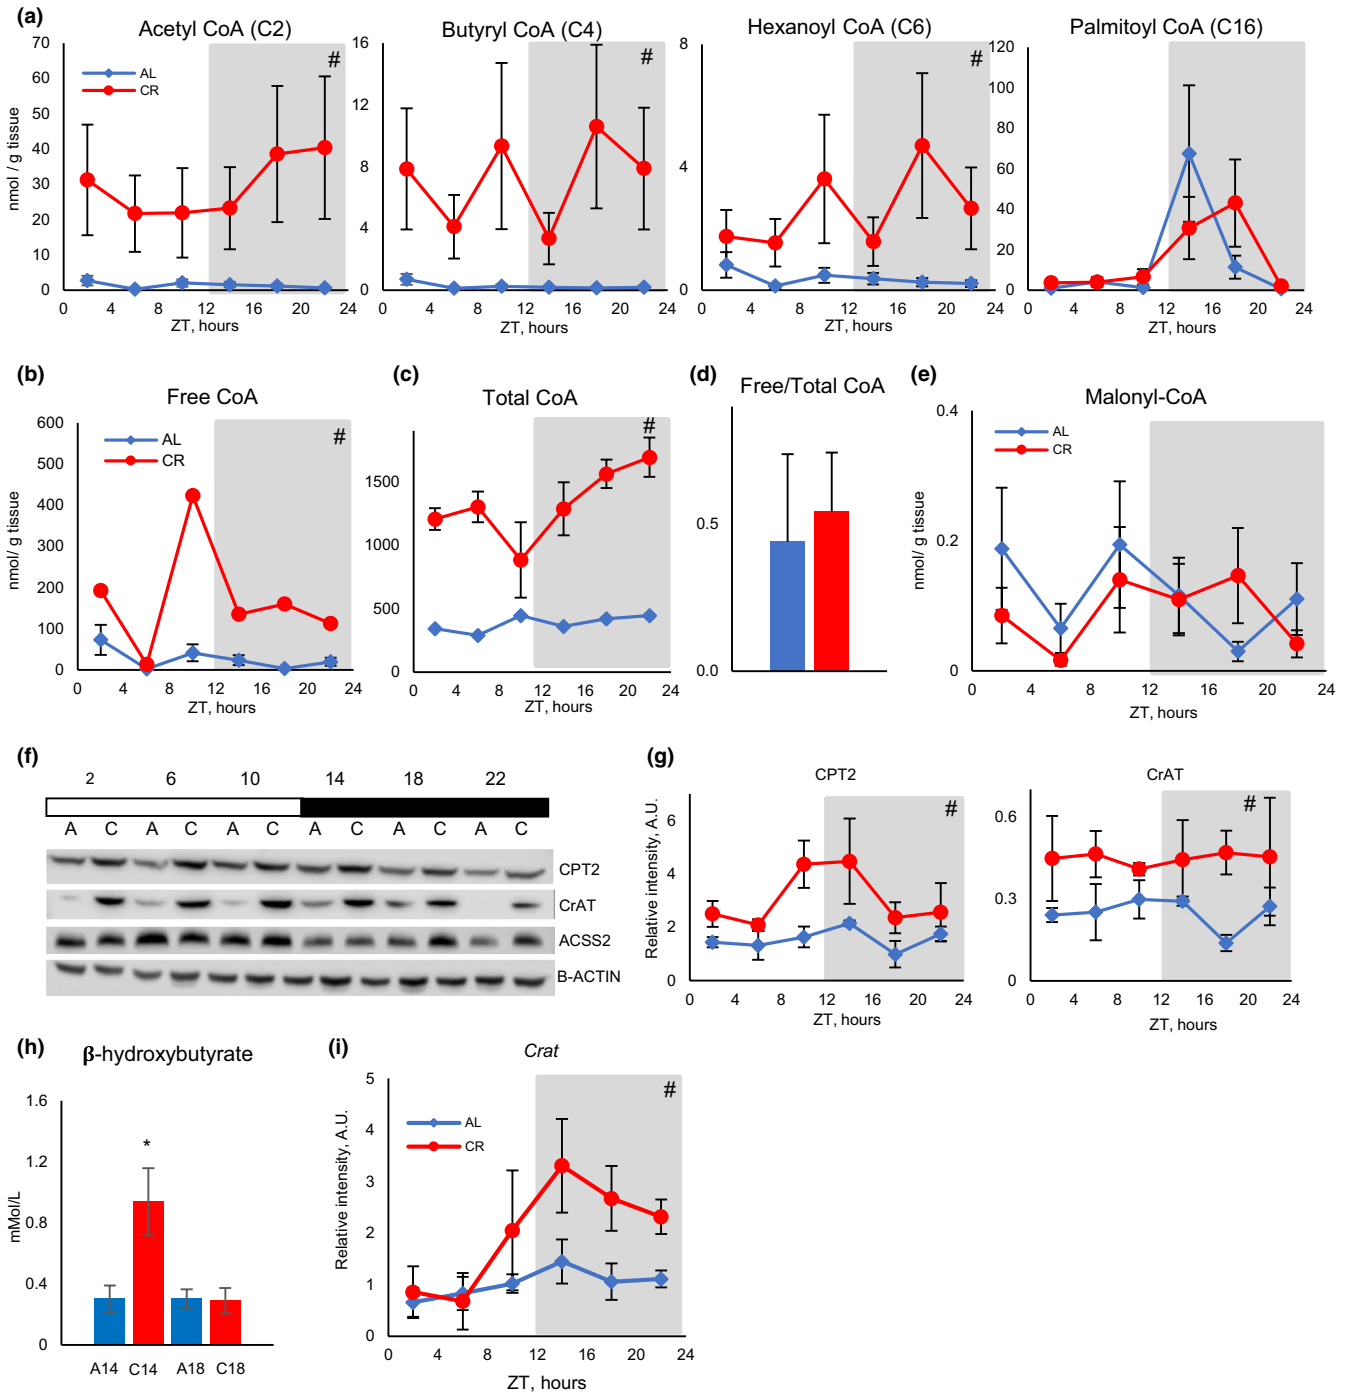 (a)
Acetyl CoA (C2)
Butyryl CoA (C4)
Hexanoyl CoA (C6)
Palmitoyl CoA (C16)
nmol / g tissue
70
60
50
40
30
20
10
0
AL
CR
#
0 4 8 12 16 20 24
ZT, hours
16
12
8
4
0
#
0 4 8 12 16 20 24
ZT, hours
8
4
0
#
0 4 8 12 16 20 24
ZT, hours
120
100
80
60
40
20
0
0 4 8 12 16 20 24
ZT, hours
(b)
Free CoA
nmol/ g tissue
600
500
400
300
200
100
0
AL
CR
#
0 4 8 12 16 20 24
ZT, hours
(c)
Total CoA
1500
1000
500
0
#
0 4 8 12 16 20 24
ZT, hours
(d)
Free/Total CoA
0.5
0.0
(e)
Malonyl-CoA
nmol/ g tissue
0.4
0.2
0
AL
CR
0 4 8 12 16 20 24
ZT, hours
(f)
2 6 10 14 18 22
A C A C A C A C A C A C
CPT2
CrAT
ACSS2
B-ACTIN
(g)
CPT2
Relative intensity, A.U.
6
4
2
0
#
0 4 8 12 16 20 24
ZT, hours
CrAT
0.6
0.3
0
#
0 4 8 12 16 20 24
ZT, hours
(h)
β-hydroxybutyrate
mMol/L
1.6
1.2
0.8
0.4
0
*
A14 C14 A18 C18
(i)
Crat
Relative intensity, A.U.
5
4
3
2
1
0
AL
CR
#
0 4 8 12 16 20 24
ZT, hours